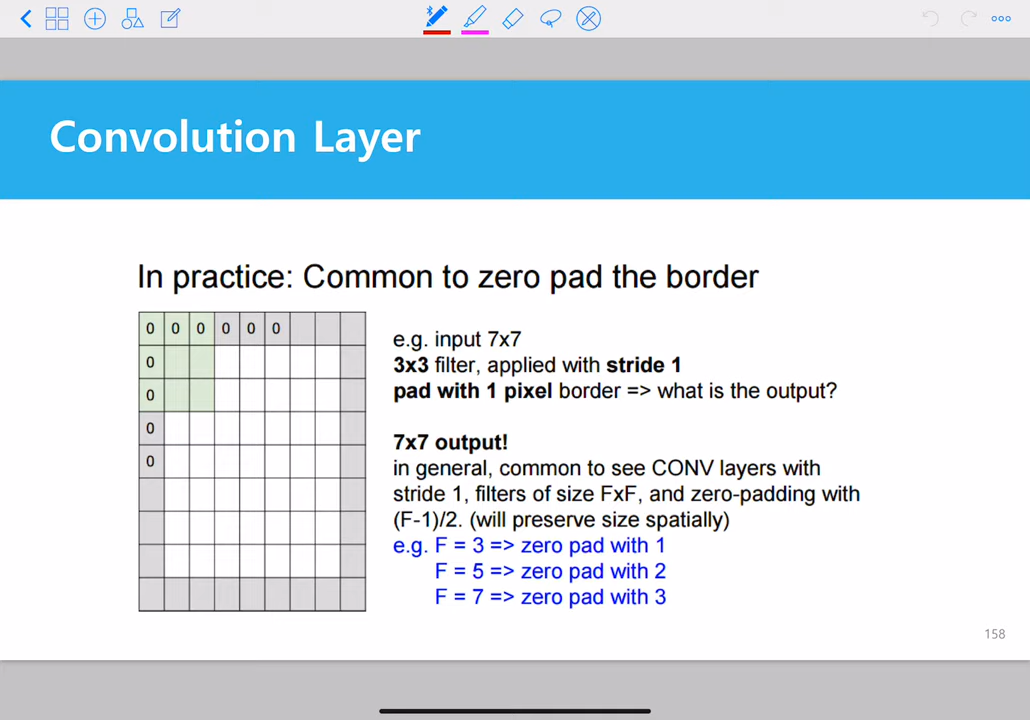 Convolution Layer
In practice: Common to zero pad the border
0 0 0 0 0 0
0
0
0
0
e.g. input 7x7
3x3 filter, applied with stride 1
pad with 1 pixel border => what is the output?
7x7 output!
in general, common to see CONV layers with
stride 1, filters of size FxF, and zero-padding with
(F-1)/2. (will preserve size spatially)
e.g. F = 3 => zero pad with 1
F = 5 => zero pad with 2
F = 7 => zero pad with 3
158